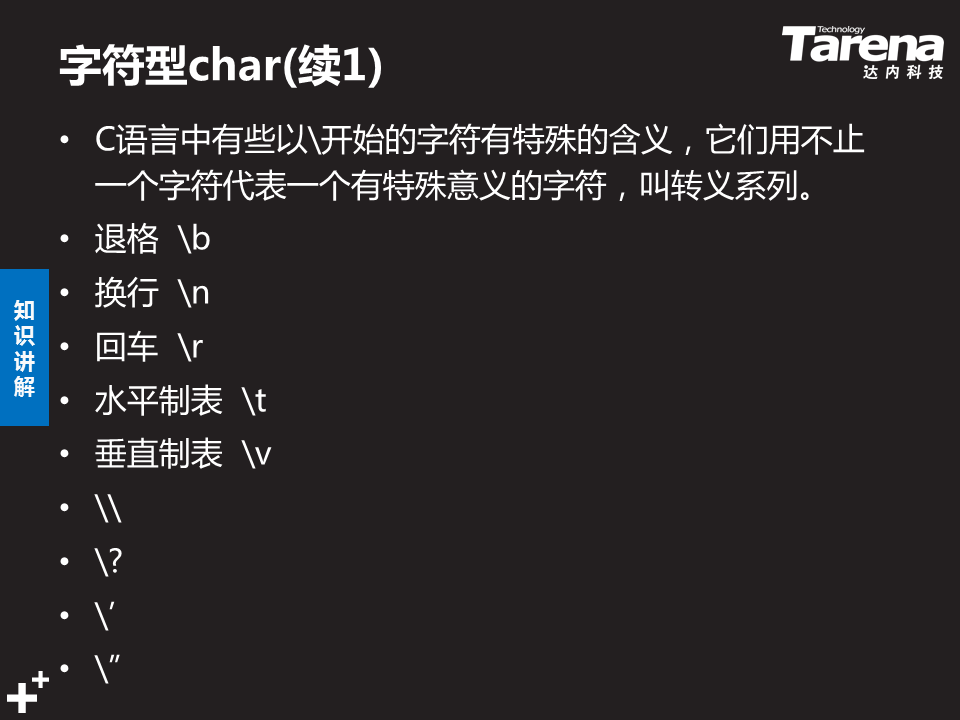 字符型char(续1)
Technology
Tarena
达内科技
• C语言中有些以\开始的字符有特殊的含义，它们用不止
一个字符代表一个有特殊意义的字符，叫转义系列。
• 退格 \b
• 换行 \n
• 回车 \r
• 水平制表 \t
• 垂直制表 \v
• \\
• \?
• \′
• \”
知
识
讲
解